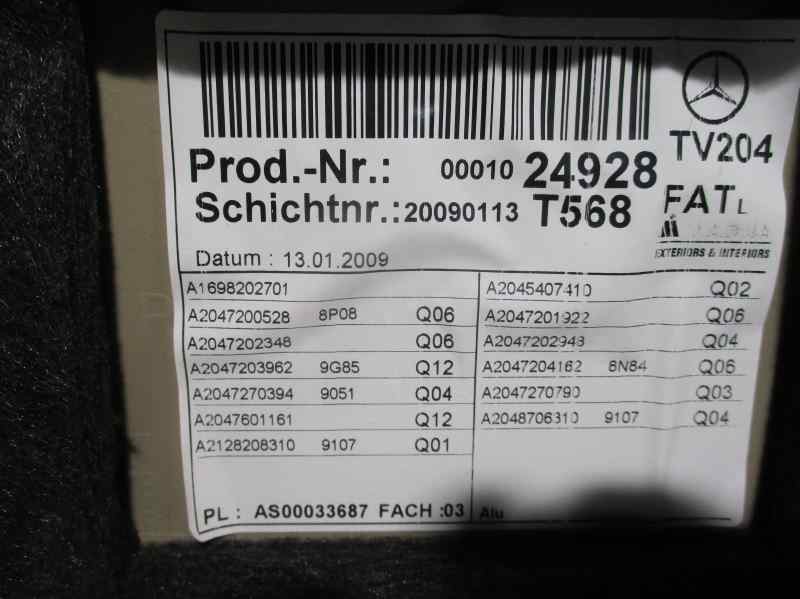 Prod.-Nr.: 00010 24928
Schichtnr.: 20090113 T568
Datum : 13.01.2009
TV204
FAT L
EXTERIORS & INTERIORS
A1698202701
A2047200528 8P08 Q06
A2047202348 Q06
A2047203962 9G85 Q12
A2047270394 9051 Q04
A2047601161 Q12
A2128208310 9107 Q01
A2045407410 Q02
A2047201922 Q06
A2047202948 Q04
A2047204162 8N84 Q06
A2047270790 Q03
A2048706310 9107 Q04
PL : AS00033687 FACH :03 Alu